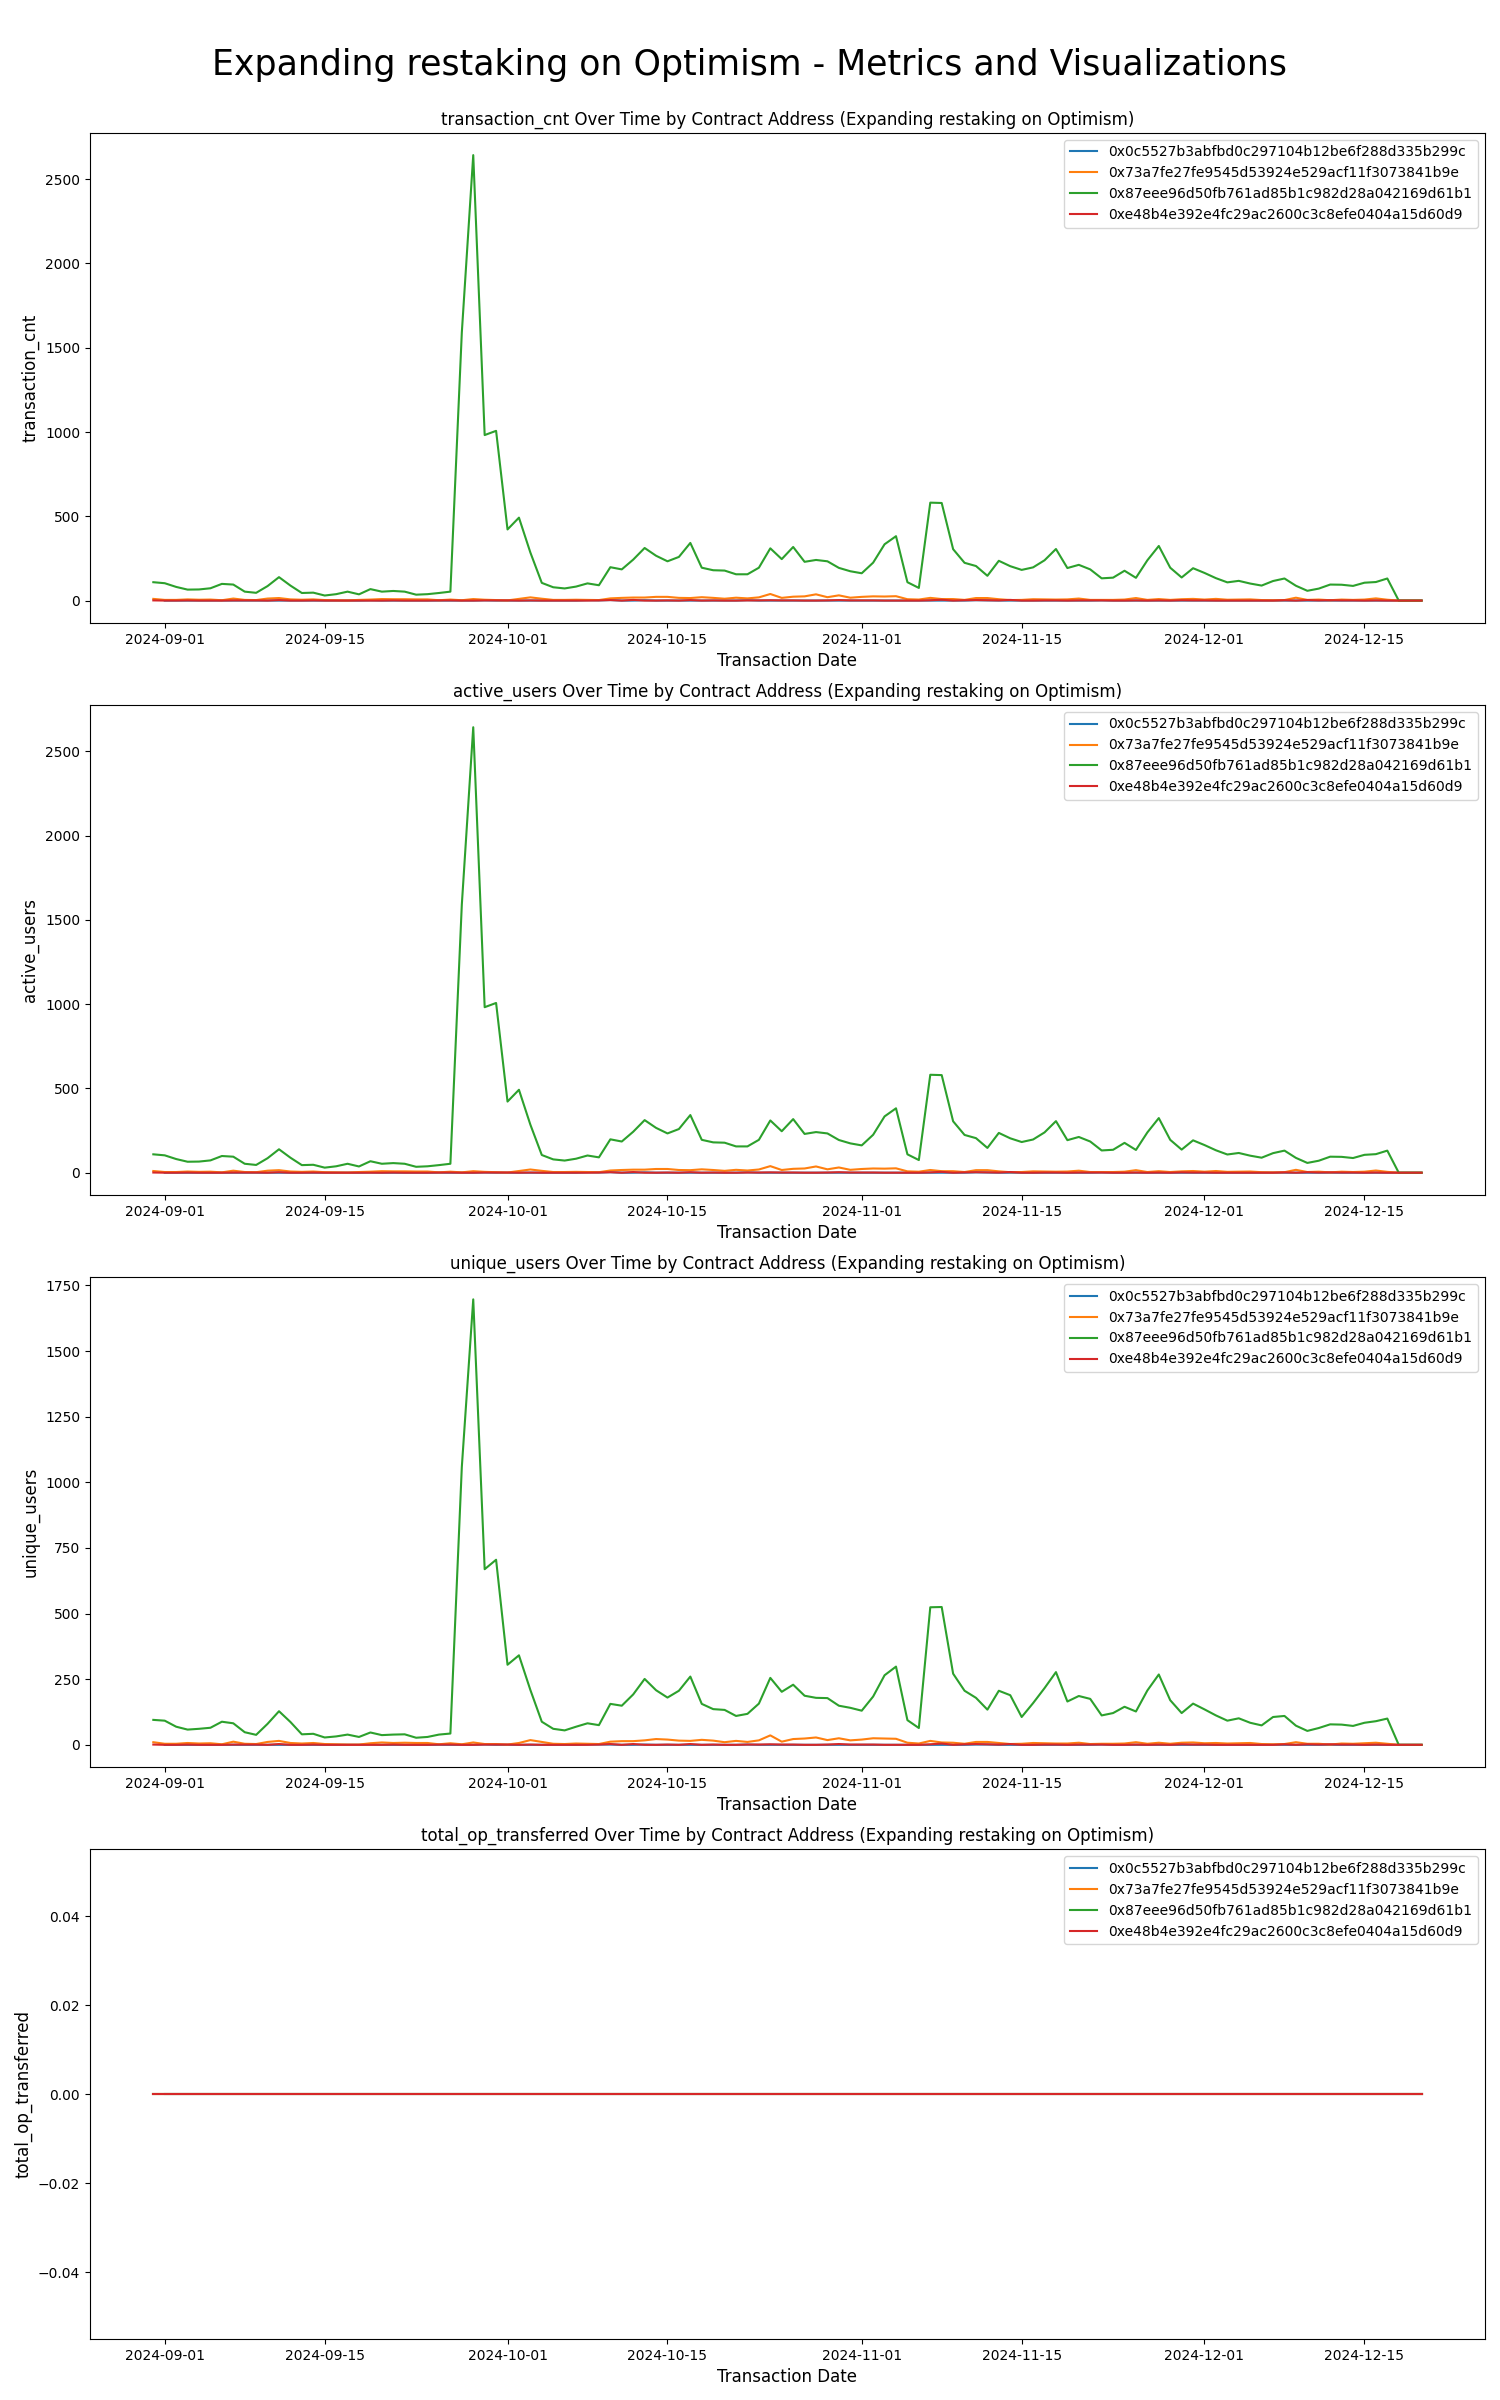 Expanding restaking on Optimism - Metrics and Visualizations
transaction_cnt Over Time by Contract Address (Expanding restaking on Optimism)
0x0c5527b3abfbd0c297104b12be6f288d335b299c
0x73a7fe27fe9545d53924e529acf11f3073841b9e
0x87eee96d50fb761ad85b1c982d28a042169d61b1
0xe48b4e392e4fc29ac2600c3c8efe0404a15d60d9
transaction_cnt
2500
2000
1500
1000
500
0
2024-09-01 2024-09-15 2024-10-01 2024-10-15 2024-11-01 2024-11-15 2024-12-01 2024-12-15
Transaction Date
active_users Over Time by Contract Address (Expanding restaking on Optimism)
0x0c5527b3abfbd0c297104b12be6f288d335b299c
0x73a7fe27fe9545d53924e529acf11f3073841b9e
0x87eee96d50fb761ad85b1c982d28a042169d61b1
0xe48b4e392e4fc29ac2600c3c8efe0404a15d60d9
active_users
2500
2000
1500
1000
500
0
2024-09-01 2024-09-15 2024-10-01 2024-10-15 2024-11-01 2024-11-15 2024-12-01 2024-12-15
Transaction Date
unique_users Over Time by Contract Address (Expanding restaking on Optimism)
0x0c5527b3abfbd0c297104b12be6f288d335b299c
0x73a7fe27fe9545d53924e529acf11f3073841b9e
0x87eee96d50fb761ad85b1c982d28a042169d61b1
0xe48b4e392e4fc29ac2600c3c8efe0404a15d60d9
unique_users
1750
1500
1250
1000
750
500
250
0
2024-09-01 2024-09-15 2024-10-01 2024-10-15 2024-11-01 2024-11-15 2024-12-01 2024-12-15
Transaction Date
total_op_transferred Over Time by Contract Address (Expanding restaking on Optimism)
0x0c5527b3abfbd0c297104b12be6f288d335b299c
0x73a7fe27fe9545d53924e529acf11f3073841b9e
0x87eee96d50fb761ad85b1c982d28a042169d61b1
0xe48b4e392e4fc29ac2600c3c8efe0404a15d60d9
total_op_transferred
0.04
0.02
0.00
−0.02
−0.04
2024-09-01 2024-09-15 2024-10-01 2024-10-15 2024-11-01 2024-11-15 2024-12-01 2024-12-15
Transaction Date